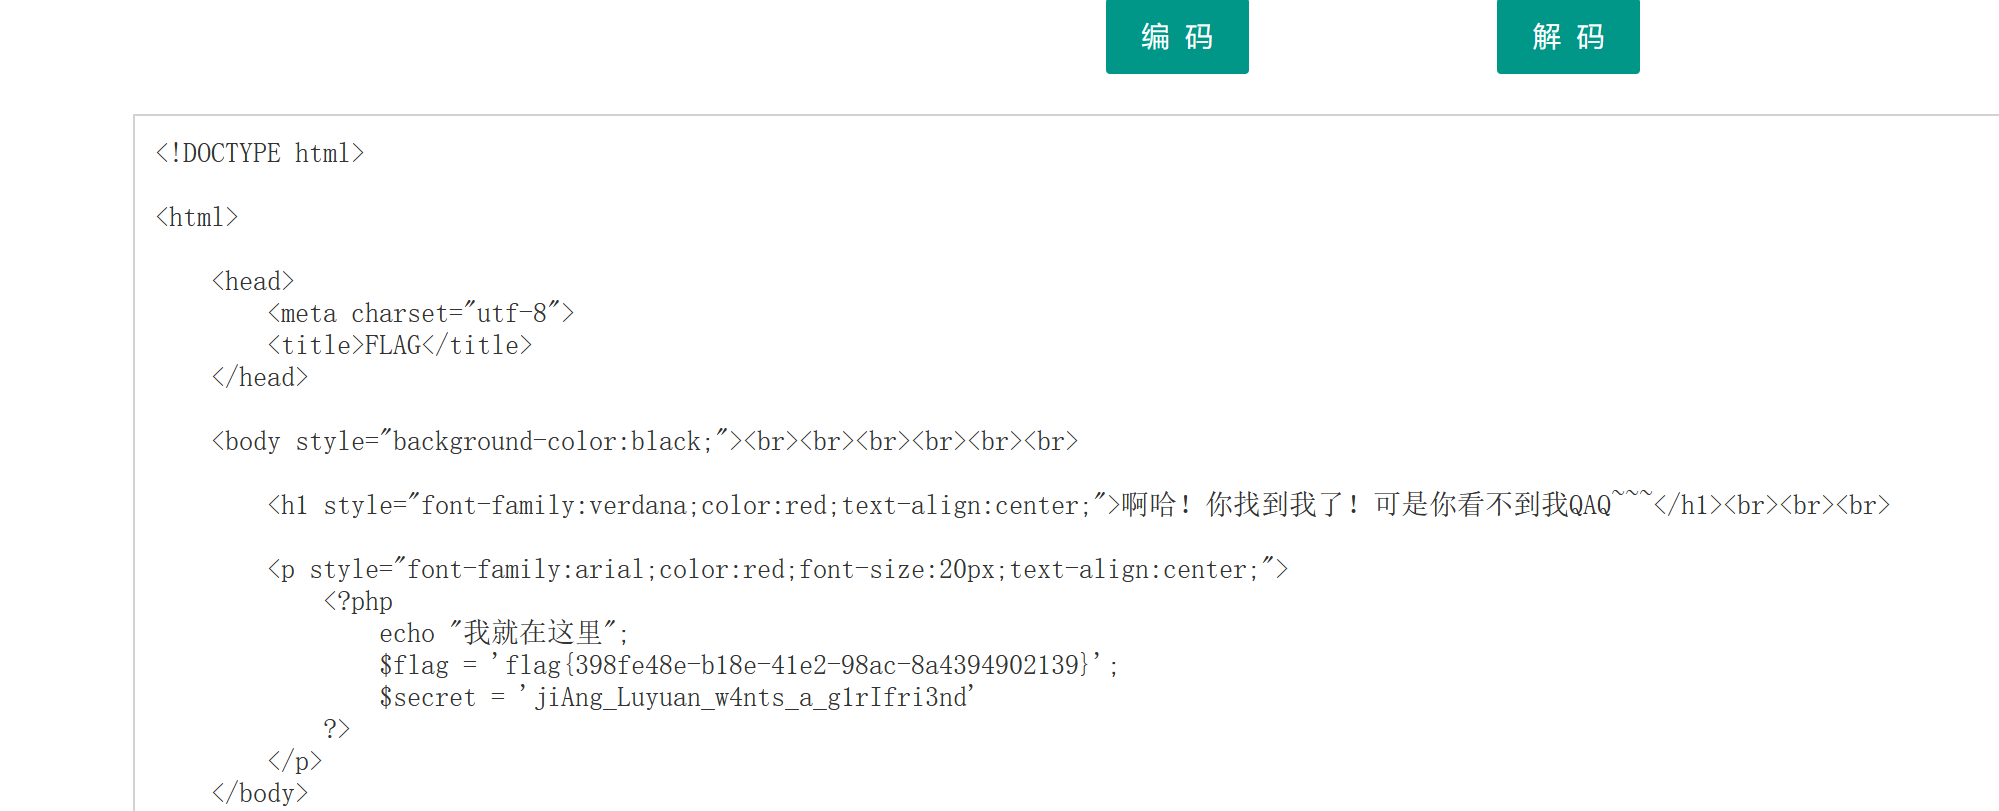 编 码 解 码
<!DOCTYPE html>
<html>
<head>
<meta charset="utf-8">
<title>FLAG</title>
</head>
<body style="background-color:black;"><br><br><br><br><br><br>
<h1 style="font-family:verdana;color:red;text-align:center;">啊哈！你找到我了！可是你看不到我QAQ~~~</h1><br><br><br>
<p style="font-family:arial;color:red;font-size:20px;text-align:center;">
<?php
echo "我就在这里";
$flag = 'flag{398fe48e-b18e-41e2-98ac-8a4394902139}';
$secret = 'jiAng_Luyuan_w4nts_a_g1rIfri3nd'
?>
</p>
</body>